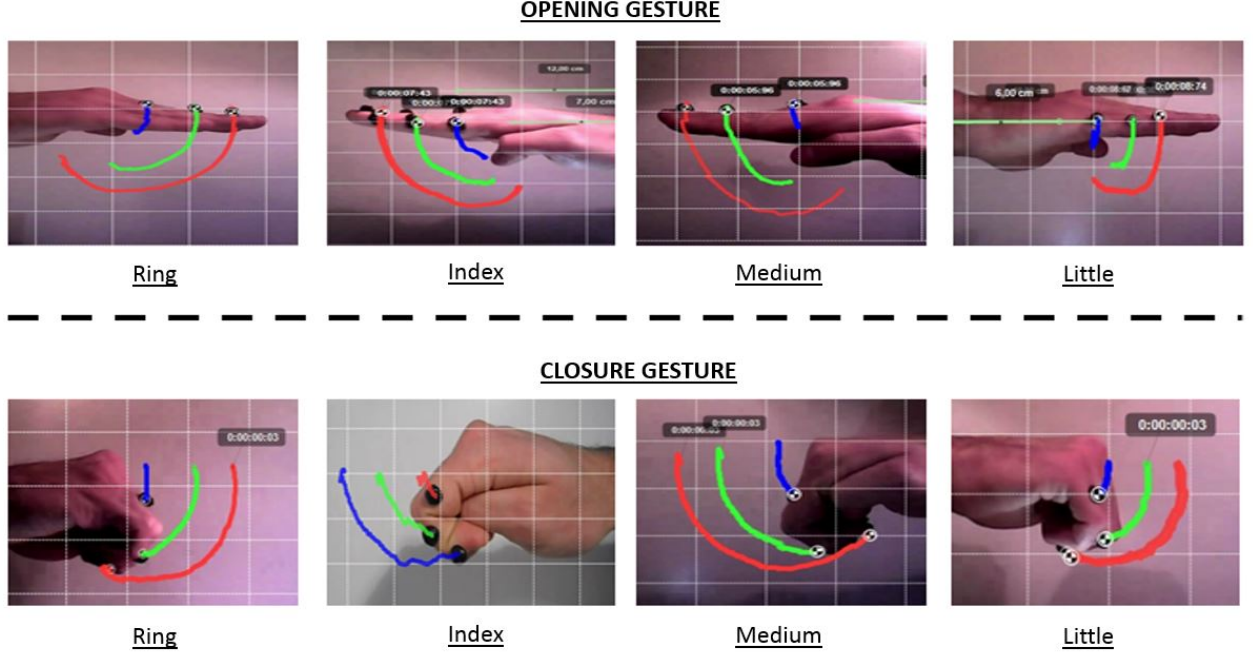 OPENING GESTURE
0:00:07:43
0:00:07:43
12,00 cm
7,00 cm
0:00:05:96
0:00:05:96
6,00 cm
0:00:08:74
Ring
Index
Medium
Little
CLOSURE GESTURE
0:00:00:03
0:00:00:03
0:00:00:03
Ring
Index
Medium
Little